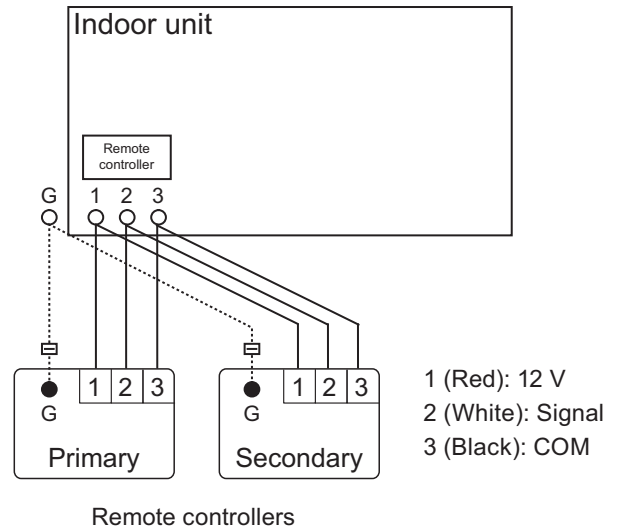 Indoor unit
Remote
controller
G 1 2 3
1 2 3 1 2 3
G G
Primary Secondary
1 (Red): 12 V
2 (White): Signal
3 (Black): COM
Remote controllers